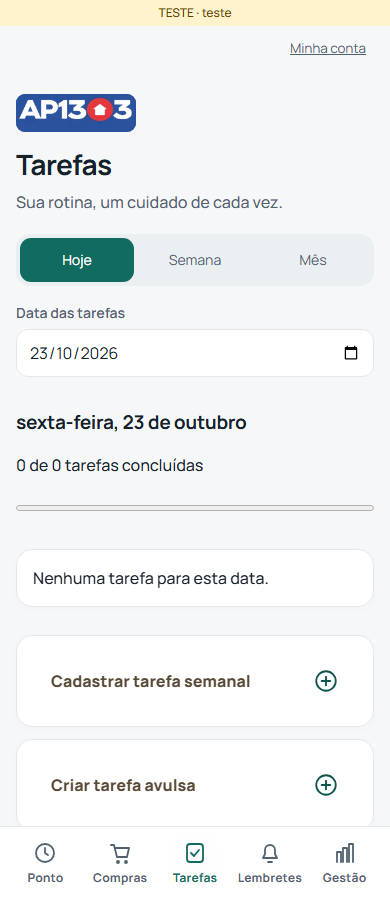 TESTE · teste
Minha conta
AP1303
Tarefas
Sua rotina, um cuidado de cada vez.
Hoje
Semana
Mês
Data das tarefas
23/10/2026
sexta-feira, 23 de outubro
0 de 0 tarefas concluídas
Nenhuma tarefa para esta data.
Cadastrar tarefa semanal
Criar tarefa avulsa
Ponto
Compras
Tarefas
Lembretes
Gestão